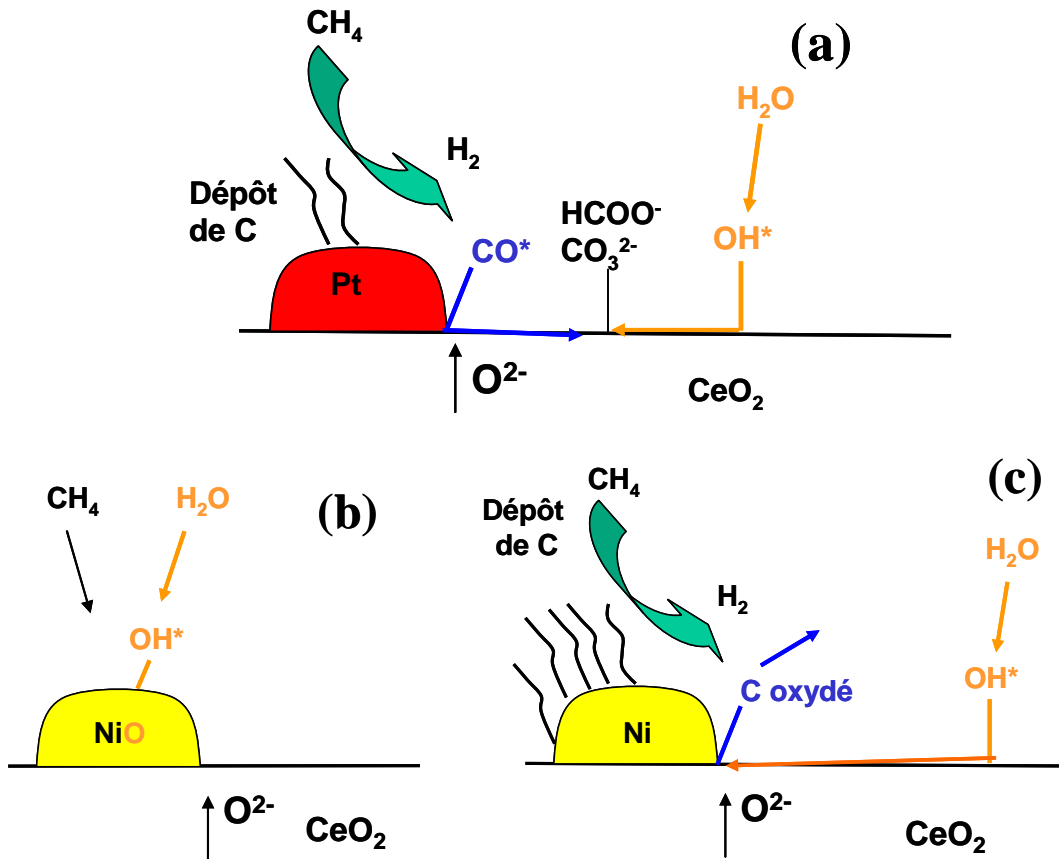 (a)
CH₄
H₂O
H₂
Dépôt
de C
HCOO⁻
CO₃²⁻
OH*
CO*
Pt
O²⁻
CeO₂
(b)
CH₄
H₂O
OH*
NiO
O²⁻
CeO₂
(c)
CH₄
Dépôt
de C
H₂O
H₂
C oxydé
OH*
Ni
O²⁻
CeO₂